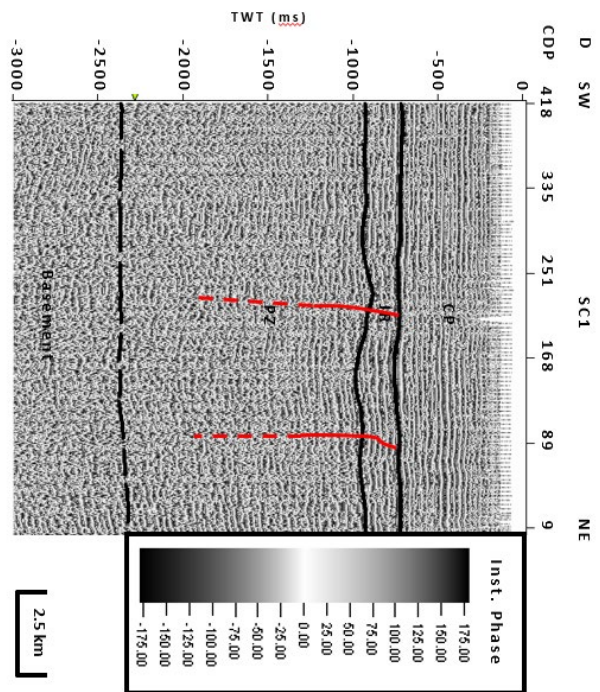 D SW SC1 NE
CDP 418 335 251 168 89 9
0
-500
-1000
-1500
-2000
-2500
-3000
TWT (ms)
CP
JR
PZ
Basement
Inst. Phase
175.00
150.00
125.00
100.00
75.00
50.00
25.00
0.00
-25.00
-50.00
-75.00
-100.00
-125.00
-150.00
-175.00
2.5 km